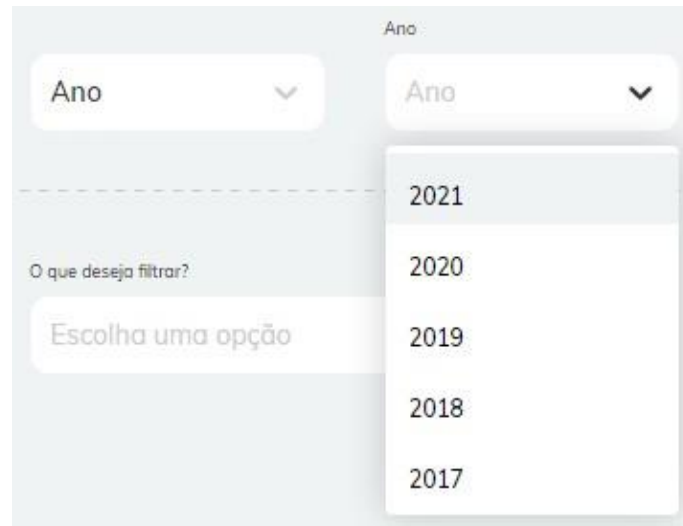 Ano
Ano
Ano
2021
O que deseja filtrar?
2020
Escolha uma opção
2019
2018
2017